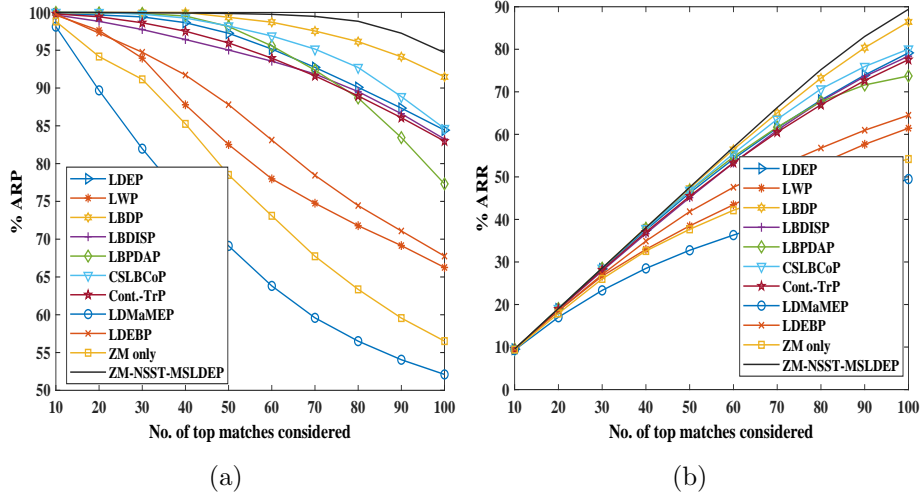 100
95
90
85
80
75
70
65
60
55
50
% ARP
LDEP
LWP
LBDP
LBDISP
LBPDAP
CSLBCoP
Cont.-TrP
LDMaMEP
LDEBP
ZM only
ZM-NSST-MSLDEP
10 20 30 40 50 60 70 80 90 100
No. of top matches considered
(a)
90
80
70
60
50
40
30
20
10
0
% ARR
LDEP
LWP
LBDP
LBDISP
LBPDAP
CSLBCoP
Cont.-TrP
LDMaMEP
LDEBP
ZM only
ZM-NSST-MSLDEP
10 20 30 40 50 60 70 80 90 100
No. of top matches considered
(b)